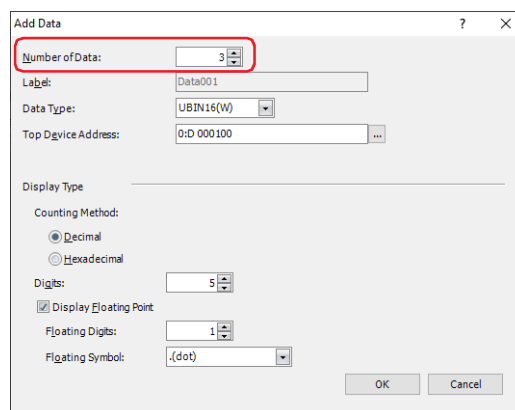 Add Data ? X
Number of Data: 3
Label: Data001
Data Type: UBIN16(W)
Top Device Address: 0:D 000100 ...
Display Type
Counting Method:
Decimal
Hexadecimal
Digits: 5
Display Floating Point
Floating Digits: 1
Floating Symbol: .(dot)
OK Cancel